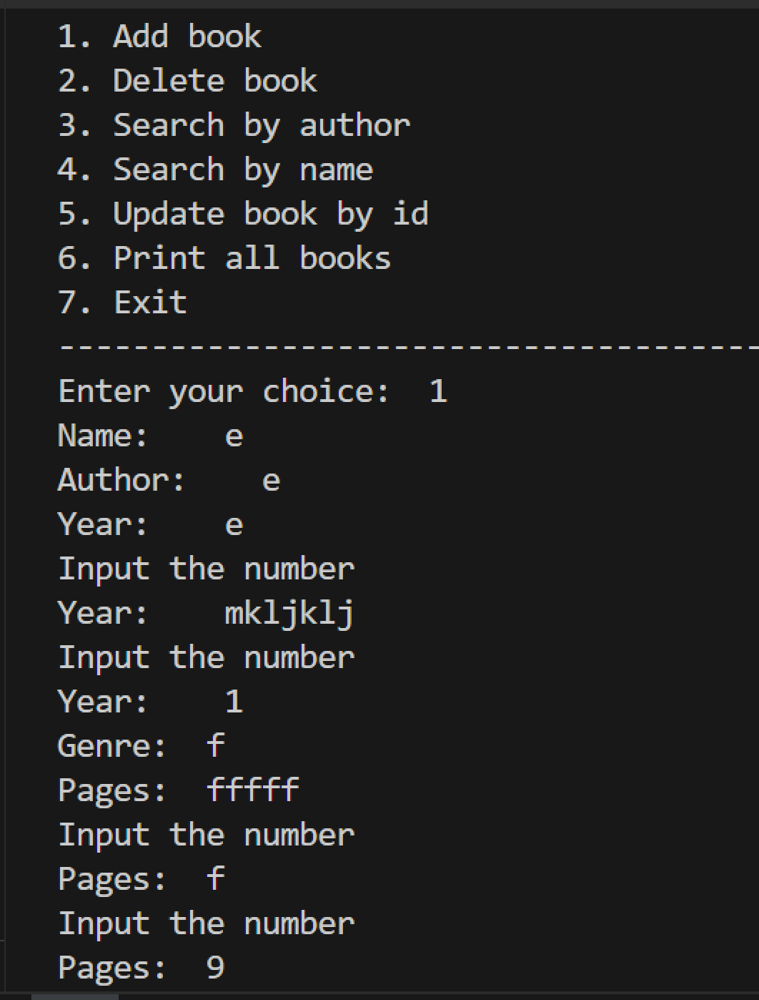 1. Add book
2. Delete book
3. Search by author
4. Search by name
5. Update book by id
6. Print all books
7. Exit
--------------------------------------
Enter your choice:  1
Name:    e
Author:    e
Year:    e
Input the number
Year:    mkljklj
Input the number
Year:    1
Genre:  f
Pages:  fffff
Input the number
Pages:  f
Input the number
Pages:  9